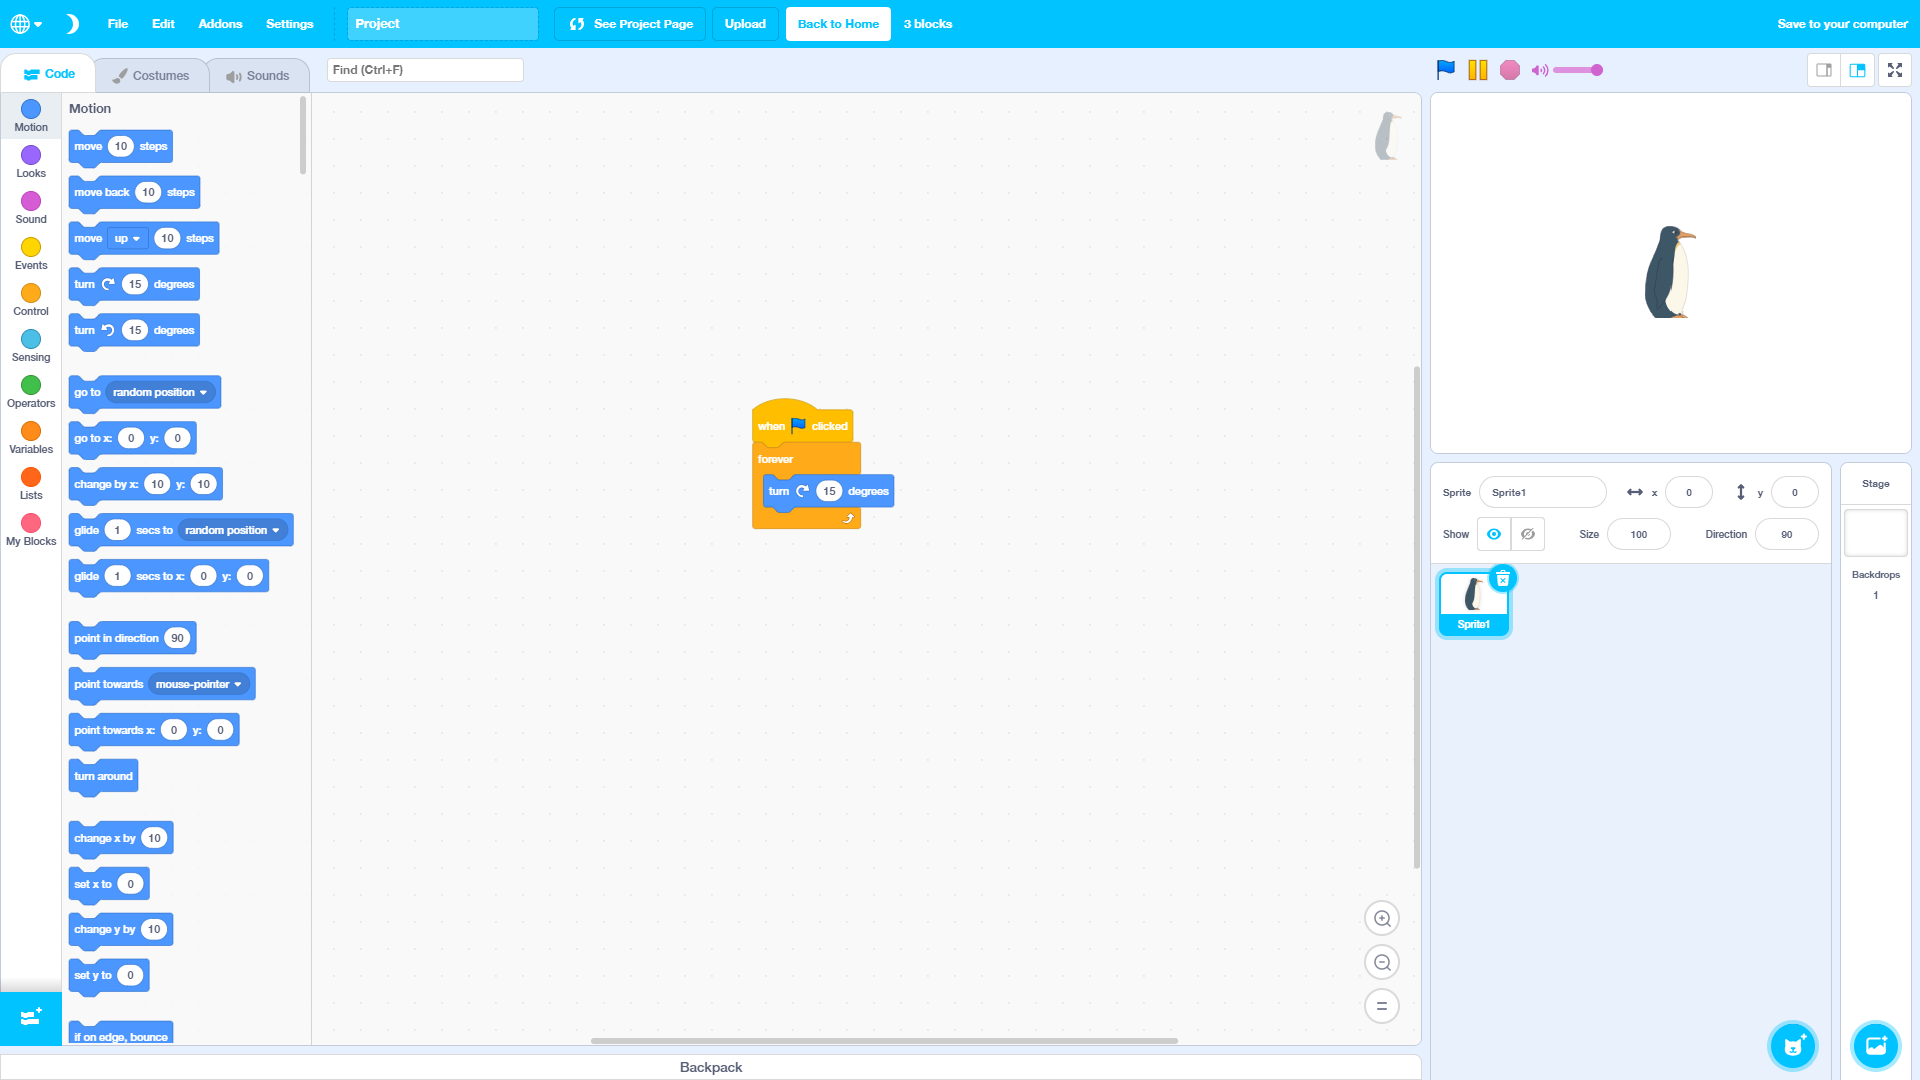 File Edit Addons Settings Project See Project Page Upload Back to Home 3 blocks Save to your computer
Code Costumes Sounds Find (Ctrl+F)
Motion
Looks
Sound
Events
Control
Sensing
Operators
Variables
Lists
My Blocks
Motion
move 10 steps
move back 10 steps
move up 10 steps
turn 15 degrees
turn 15 degrees
go to random position
go to x: 0 y: 0
change by x: 10 y: 10
glide 1 secs to random position
glide 1 secs to x: 0 y: 0
point in direction 90
point towards mouse-pointer
point towards x: 0 y: 0
turn around
change x by 10
set x to 0
change y by 10
set y to 0
if on edge, bounce
when clicked
forever
turn 15 degrees
Backpack
Sprite Sprite1 x 0 y 0
Show Size 100 Direction 90
Sprite1
Stage
Backdrops
1